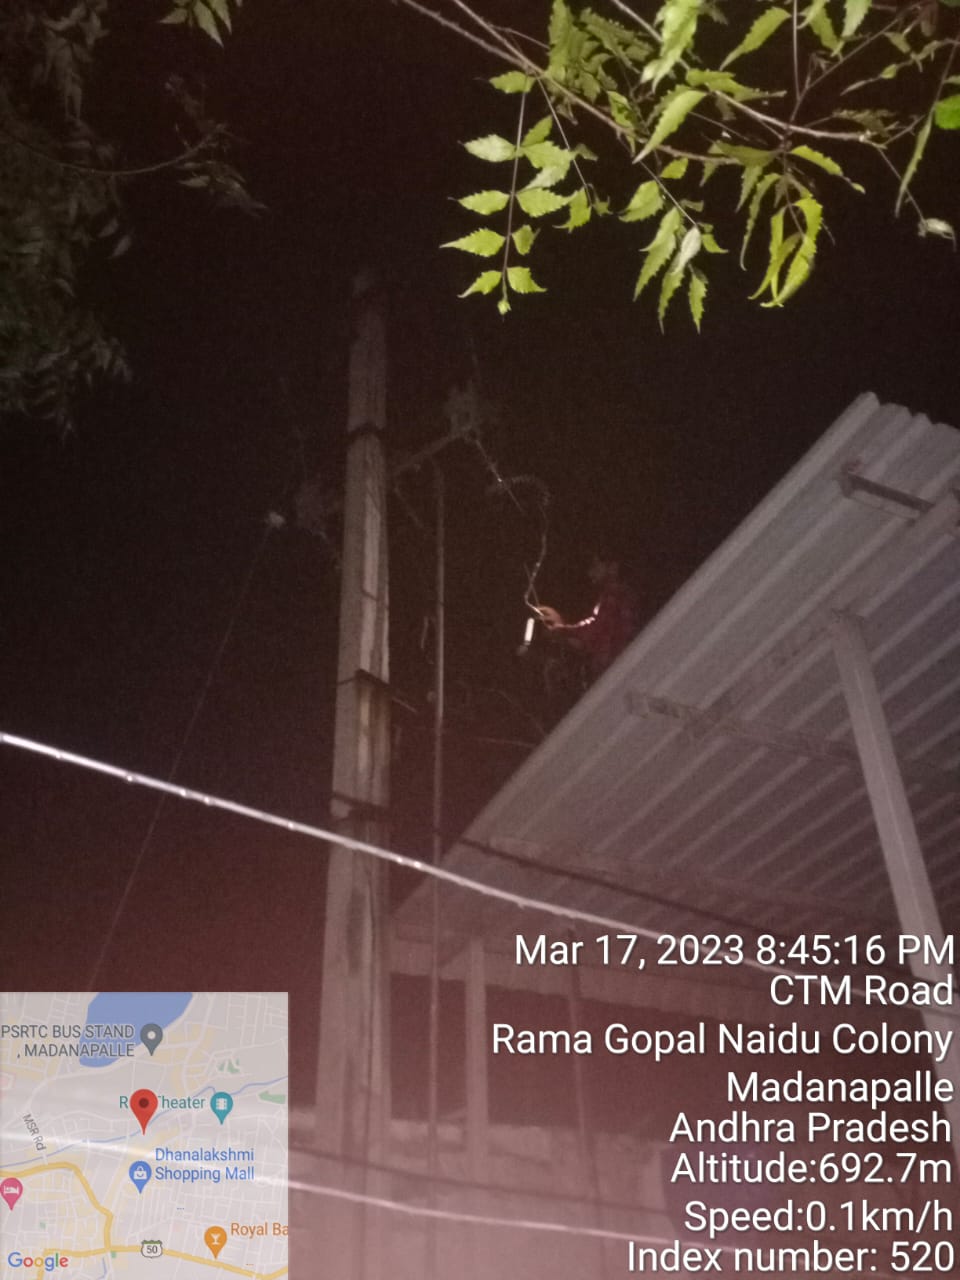 Mar 17, 2023 8:45:16 PM
CTM Road
Rama Gopal Naidu Colony
Madanapalle
Andhra Pradesh
Altitude:692.7m
Speed:0.1km/h
Index number: 520
PSRTC BUS STAND
, MADANAPALLE
Theater
MSR Rd
Dhanalakshmi
Shopping Mall
Royal Ba
50
Google